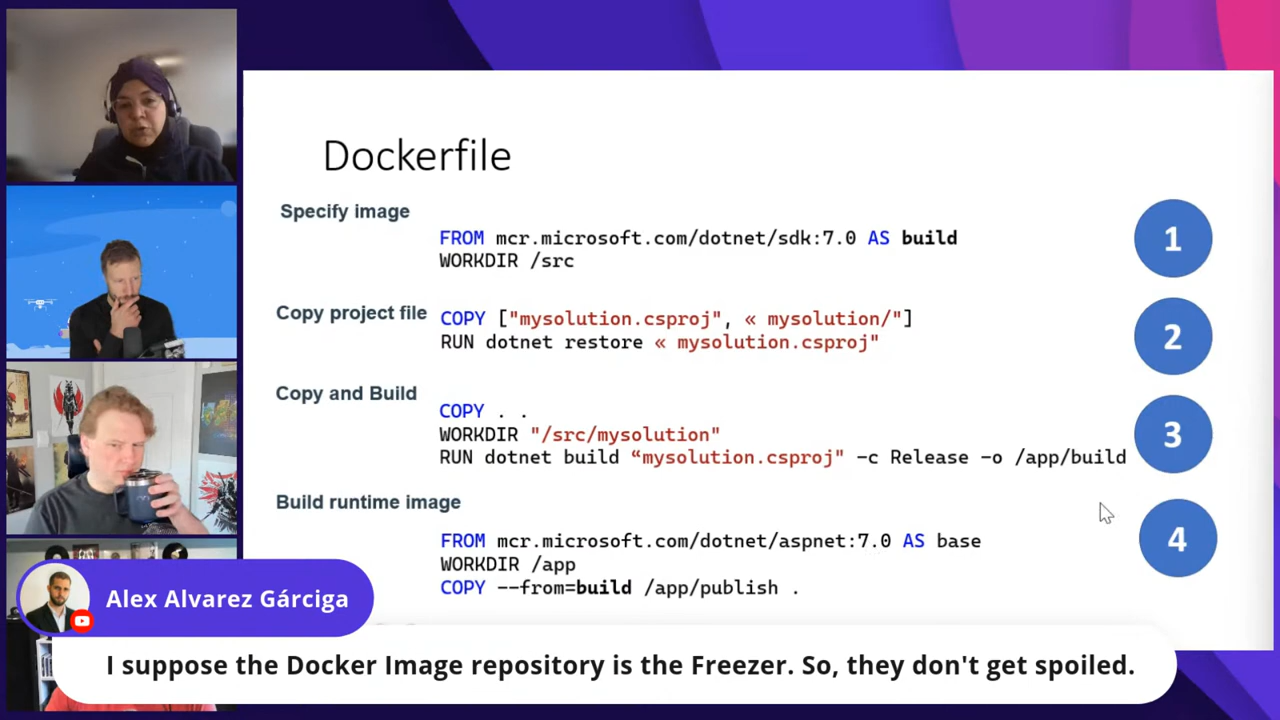 Dockerfile
Specify image
FROM mcr.microsoft.com/dotnet/sdk:7.0 AS build
WORKDIR /src
Copy project file
COPY ["mysolution.csproj", « mysolution/"]
RUN dotnet restore « mysolution.csproj"
1
2
Copy and Build
COPY . .
WORKDIR "/src/mysolution"
RUN dotnet build “mysolution.csproj" -c Release -o /app/build
3
Build runtime image
FROM mcr.microsoft.com/dotnet/aspnet:7.0 AS base
WORKDIR /app
COPY --from=build /app/publish .
4
Alex Alvarez Gárciga
I suppose the Docker Image repository is the Freezer. So, they don't get spoiled.